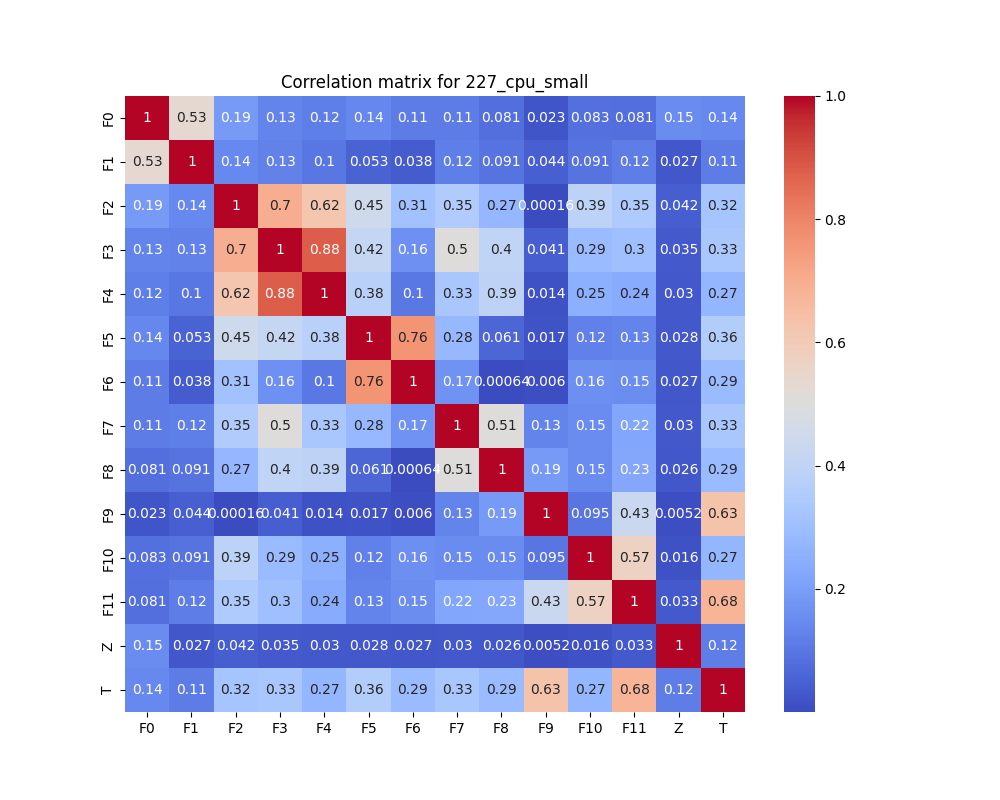 Correlation matrix for 227_cpu_small
F0 1 0.53 0.19 0.13 0.12 0.14 0.11 0.11 0.081 0.023 0.083 0.081 0.15 0.14
F1 0.53 1 0.14 0.13 0.1 0.053 0.038 0.12 0.091 0.044 0.091 0.12 0.027 0.11
F2 0.19 0.14 1 0.7 0.62 0.45 0.31 0.35 0.27 0.00016 0.39 0.35 0.042 0.32
F3 0.13 0.13 0.7 1 0.88 0.42 0.16 0.5 0.4 0.041 0.29 0.3 0.035 0.33
F4 0.12 0.1 0.62 0.88 1 0.38 0.1 0.33 0.39 0.014 0.25 0.24 0.03 0.27
F5 0.14 0.053 0.45 0.42 0.38 1 0.76 0.28 0.061 0.017 0.12 0.13 0.028 0.36
F6 0.11 0.038 0.31 0.16 0.1 0.76 1 0.17 0.00064 0.006 0.16 0.15 0.027 0.29
F7 0.11 0.12 0.35 0.5 0.33 0.28 0.17 1 0.51 0.13 0.15 0.22 0.03 0.33
F8 0.081 0.091 0.27 0.4 0.39 0.061 0.00064 0.51 1 0.19 0.15 0.23 0.026 0.29
F9 0.023 0.044 0.00016 0.041 0.014 0.017 0.006 0.13 0.19 1 0.095 0.43 0.0052 0.63
F10 0.083 0.091 0.39 0.29 0.25 0.12 0.16 0.15 0.15 0.095 1 0.57 0.016 0.27
F11 0.081 0.12 0.35 0.3 0.24 0.13 0.15 0.22 0.23 0.43 0.57 1 0.033 0.68
Z 0.15 0.027 0.042 0.035 0.03 0.028 0.027 0.03 0.026 0.0052 0.016 0.033 1 0.12
T 0.14 0.11 0.32 0.33 0.27 0.36 0.29 0.33 0.29 0.63 0.27 0.68 0.12 1
F0 F1 F2 F3 F4 F5 F6 F7 F8 F9 F10 F11 Z T
1.0
0.8
0.6
0.4
0.2